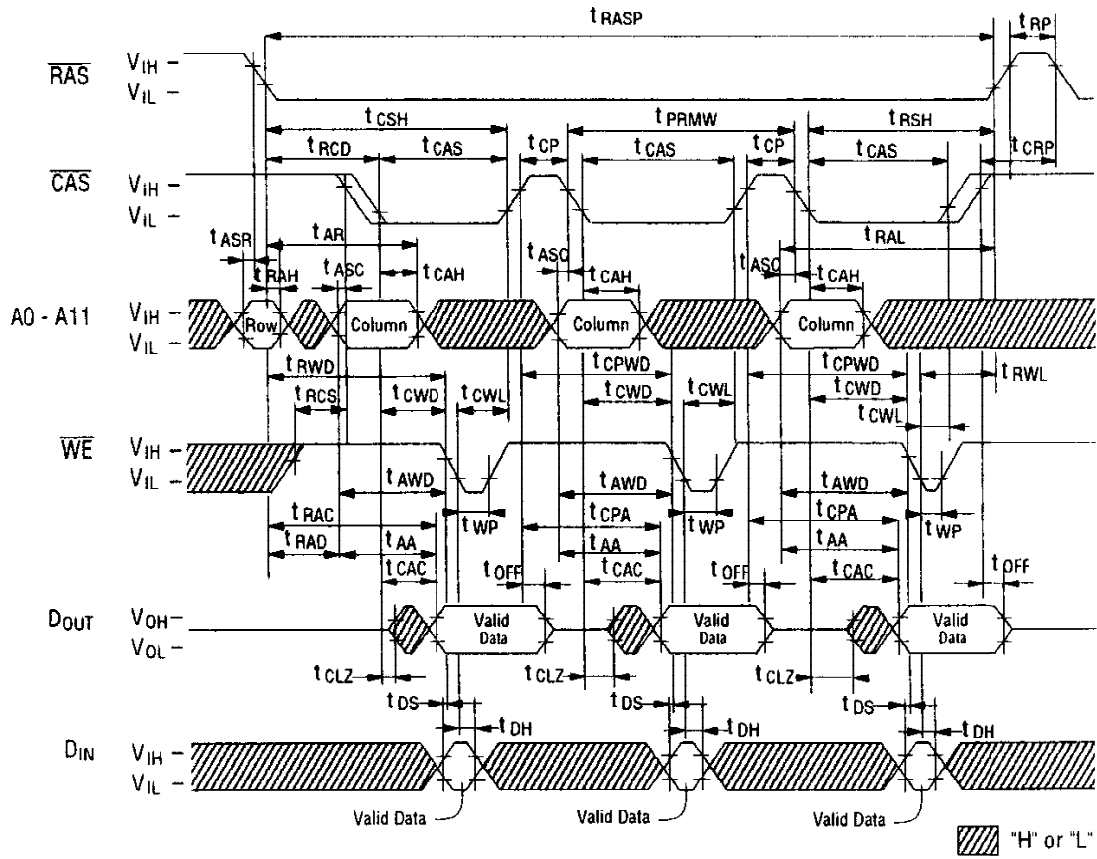 tRASP tRP
RAS VIH
VIL
tCSH tPRMW tRSH
tRCD tCAS tCP tCAS tCP tCAS tCRP
CAS VIH
VIL
tASR tAR tRAL
tRAH tASC tCAH tASC tCAH tASC tCAH
A0 - A11 VIH
VIL
Row Column Column Column
tRWD tCPWD tCPWD tRWL
tRCS tCWD tCWL tCWD tCWL tCWD tCWL
WE VIH
VIL
tAWD tAWD tAWD
tRAC tWP tCPA tWP tCPA tWP
tRAD tAA tAA tAA
tCAC tOFF tCAC tOFF tCAC tOFF
DOUT VOH
VOL
Valid Data Valid Data Valid Data
tCLZ tCLZ tCLZ
tDS tDH tDS tDH tDS tDH
DIN VIH
VIL
Valid Data Valid Data Valid Data
"H" or "L"